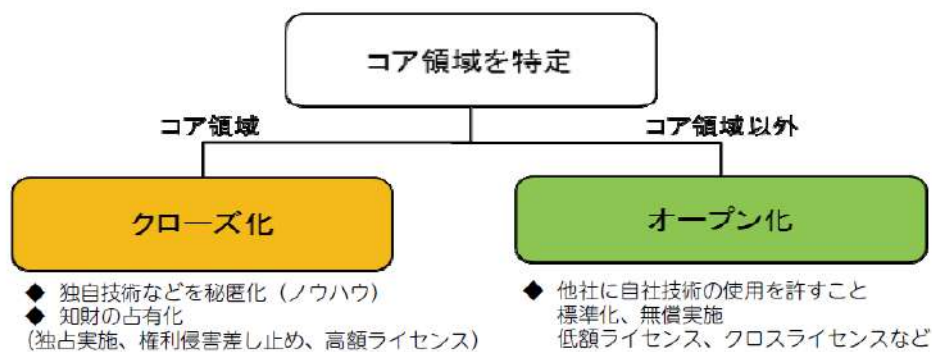 コア領域を特定
コア領域
コア領域以外
クローズ化
オープン化
◆ 独自技術などを秘匿化（ノウハウ）
◆ 知財の占有化
(独占実施、権利侵害差し止め、高額ライセンス）
◆ 他社に自社技術の使用を許すこと
標準化、無償実施
低額ライセンス、クロスライセンスなど